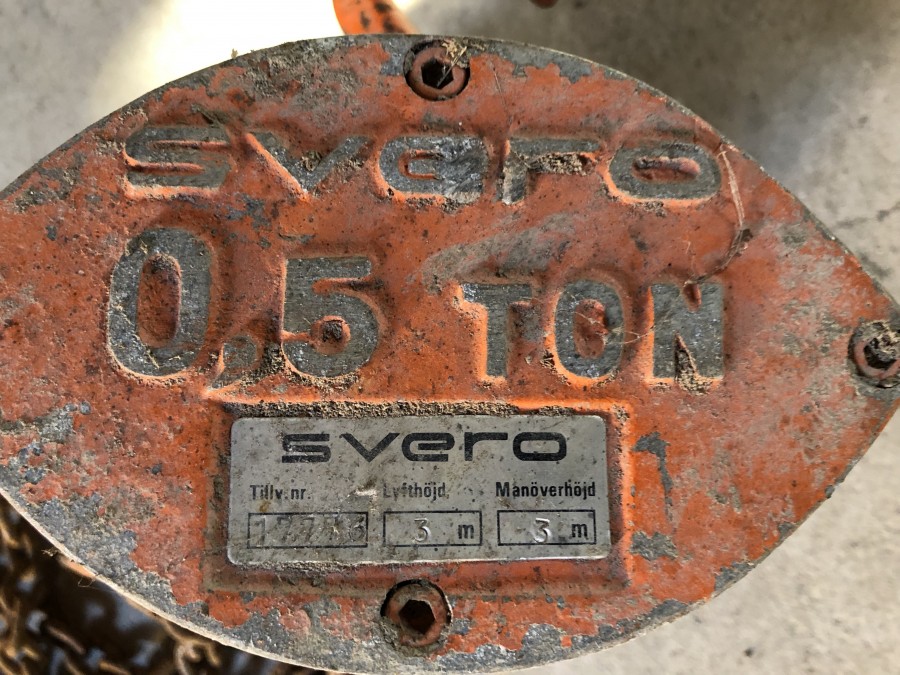 svero
0,5 TON
svero
Tillv.nr. Lyfthöjd Manöverhöjd
3 m 3 m